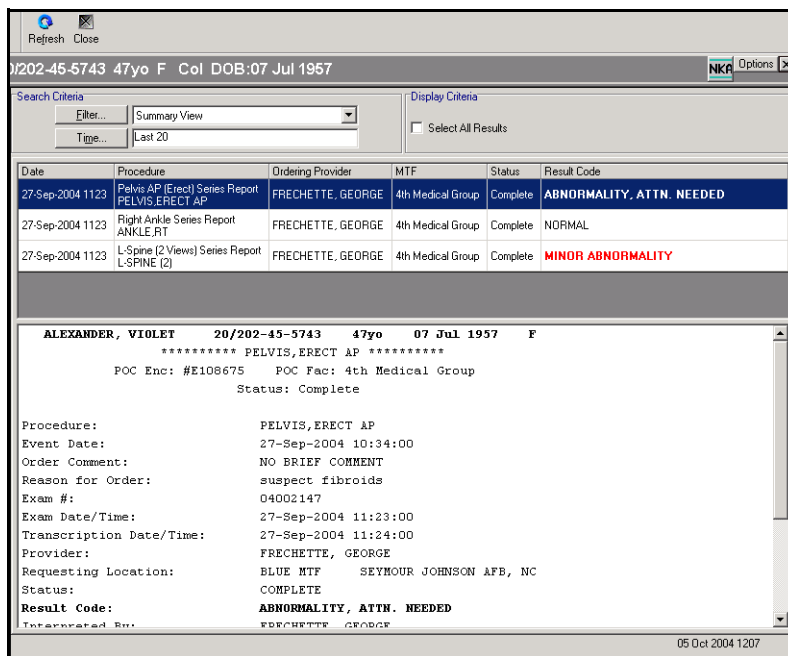 Refresh Close
0/202-45-5743 47yo F Col DOB:07 Jul 1957
NKA Options
Search Criteria
Display Criteria
Filter... Summary View
Select All Results
Time... Last 20
Date Procedure Ordering Provider MTF Status Result Code
27-Sep-2004 1123 Pelvis AP (Erect) Series Report PELVIS,ERECT AP FRECHETTE, GEORGE 4th Medical Group Complete ABNORMALITY, ATTN. NEEDED
27-Sep-2004 1123 Right Ankle Series Report ANKLE,RT FRECHETTE, GEORGE 4th Medical Group Complete NORMAL
27-Sep-2004 1123 L-Spine (2 Views) Series Report L-SPINE (2) FRECHETTE, GEORGE 4th Medical Group Complete MINOR ABNORMALITY
ALEXANDER, VIOLET 20/202-45-5743 47yo 07 Jul 1957 F
********** PELVIS,ERECT AP **********
POC Enc: #E108675 POC Fac: 4th Medical Group
Status: Complete
Procedure: PELVIS,ERECT AP
Event Date: 27-Sep-2004 10:34:00
Order Comment: NO BRIEF COMMENT
Reason for Order: suspect fibroids
Exam #: 04002147
Exam Date/Time: 27-Sep-2004 11:23:00
Transcription Date/Time: 27-Sep-2004 11:24:00
Provider: FRECHETTE, GEORGE
Requesting Location: BLUE MTF SEYMOUR JOHNSON AFB, NC
Status: COMPLETE
Result Code: ABNORMALITY, ATTN. NEEDED
Interpreted By: FRECHETTE, GEORGE
05 Oct 2004 1207